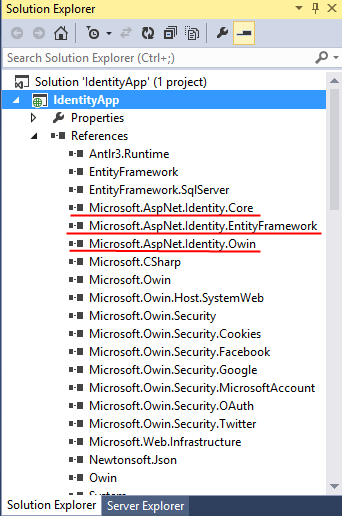 Solution Explorer
Search Solution Explorer (Ctrl+;)
Solution 'IdentityApp' (1 project)
IdentityApp
Properties
References
Antlr3.Runtime
EntityFramework
EntityFramework.SqlServer
Microsoft.AspNet.Identity.Core
Microsoft.AspNet.Identity.EntityFramework
Microsoft.AspNet.Identity.Owin
Microsoft.CSharp
Microsoft.Owin
Microsoft.Owin.Host.SystemWeb
Microsoft.Owin.Security
Microsoft.Owin.Security.Cookies
Microsoft.Owin.Security.Facebook
Microsoft.Owin.Security.Google
Microsoft.Owin.Security.MicrosoftAccount
Microsoft.Owin.Security.OAuth
Microsoft.Owin.Security.Twitter
Microsoft.Web.Infrastructure
Newtonsoft.Json
Owin
Solution Explorer Server Explorer